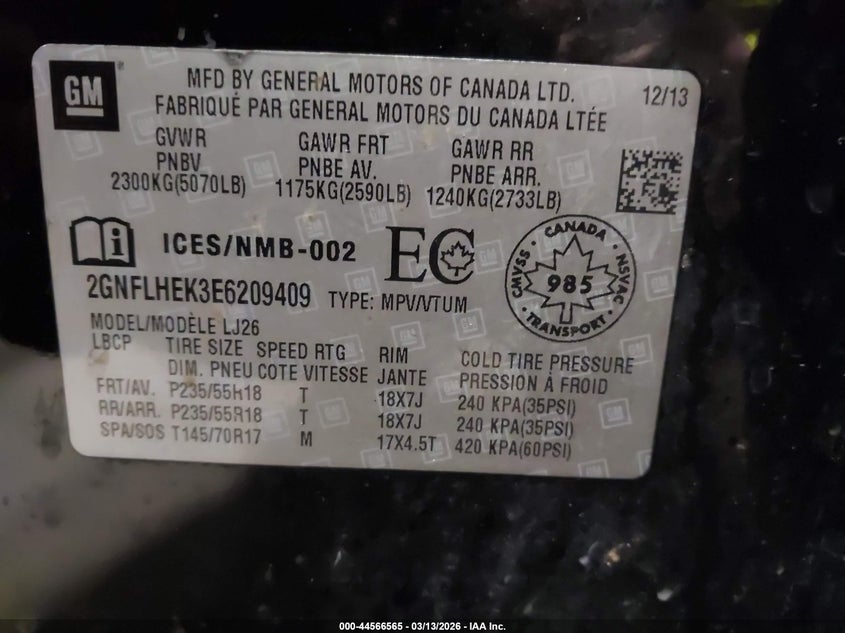 GM
MFD BY GENERAL MOTORS OF CANADA LTD.
12/13
FABRIQUÉ PAR GENERAL MOTORS DU CANADA LTÉE
GVWR GAWR FRT GAWR RR
PNBV PNBE AV. PNBE ARR.
2300KG(5070LB) 1175KG(2590LB) 1240KG(2733LB)
i ICES/NMB-002 EC
CANADA
CMVSS 985 NSVAC
TRANSPORT
2GNFLHEK3E6209409 TYPE: MPV/VTUM
MODEL/MODÈLE LJ26
LBCP TIRE SIZE SPEED RTG RIM COLD TIRE PRESSURE
DIM. PNEU COTE VITESSE JANTE PRESSION À FROID
FRT/AV. P235/55R18 T 18X7J 240 KPA(35PSI)
RR/ARR. P235/55R18 T 18X7J 240 KPA(35PSI)
SPA/SOS T145/70R17 M 17X4.5T 420 KPA(60PSI)
000-44566565 - 03/13/2026 - IAA Inc.